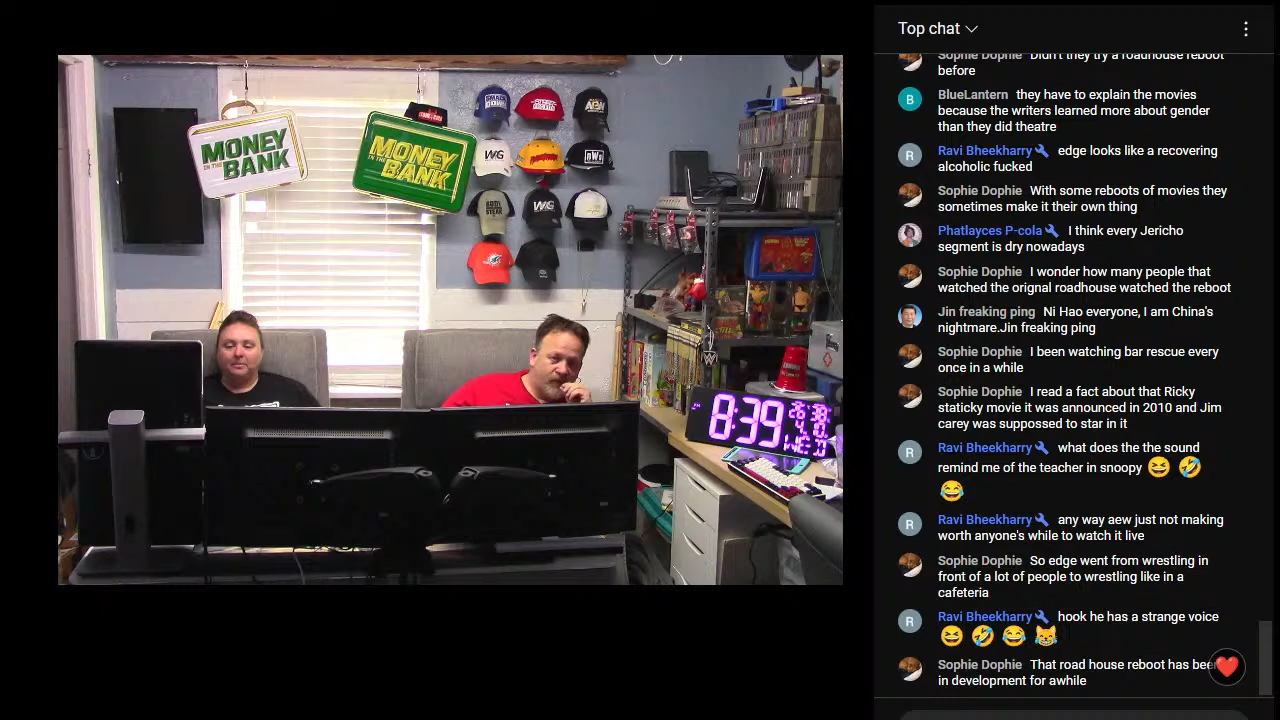 Top chat
Sophie Dophie Didn't they try a roadhouse reboot
before
BlueLantern they have to explain the movies
because the writers learned more about gender
than they did theatre
Ravi Bheekharry edge looks like a recovering
alcoholic fucked
Sophie Dophie With some reboots of movies they
sometimes make it their own thing
Phatlayces P-cola I think every Jericho
segment is dry nowadays
Sophie Dophie I wonder how many people that
watched the orignal roadhouse watched the reboot
Jin freaking ping Ni Hao everyone, I am China's
nightmare.Jin freaking ping
Sophie Dophie I been watching bar rescue every
once in a while
Sophie Dophie I read a fact about that Ricky
staticky movie it was announced in 2010 and Jim
carey was suppossed to star in it
Ravi Bheekharry what does the the sound
remind me of the teacher in snoopy 😆 🤣
😂
Ravi Bheekharry any way aew just not making
worth anyone's while to watch it live
Sophie Dophie So edge went from wrestling in
front of a lot of people to wrestling like in a
cafeteria
Ravi Bheekharry hook he has a strange voice
😆 🤣 😂 😹
Sophie Dophie That road house reboot has
in development for awhile
B
R
R
R
R
MONEY
IN THE
BANK
MONEY
IN THE
BANK
W/G
nWo
W/G
8:39